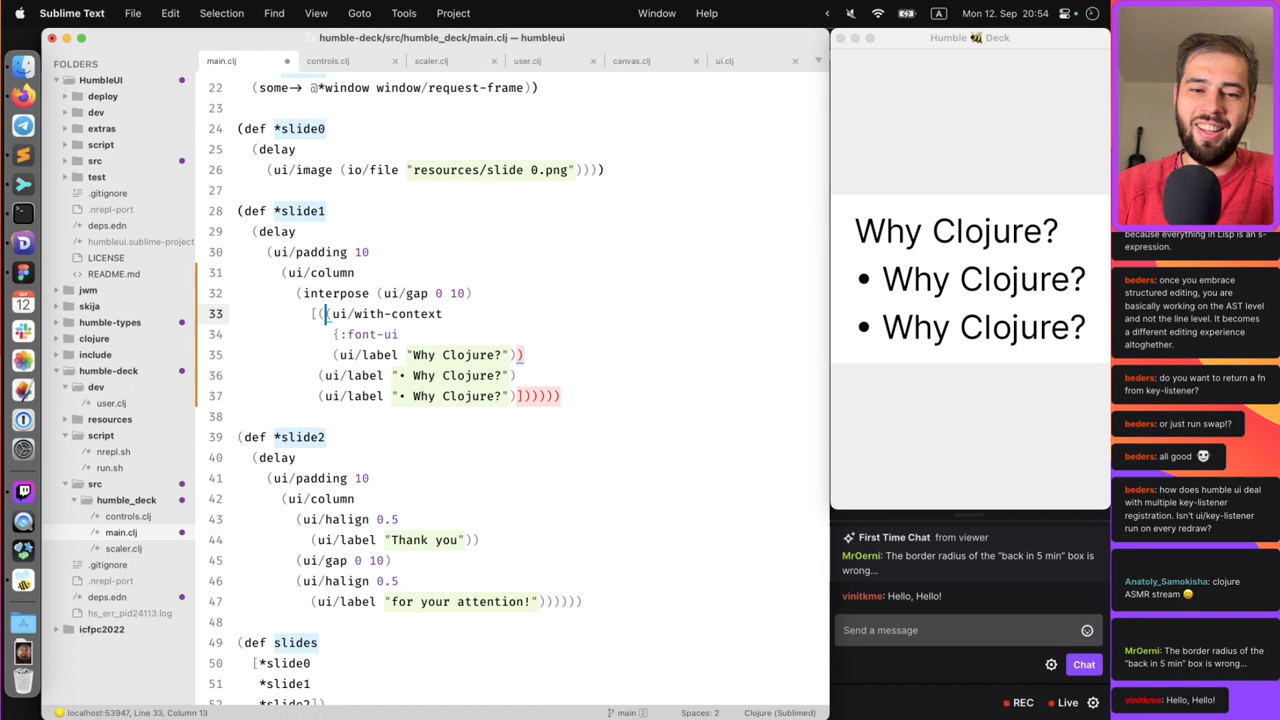 Sublime Text File Edit Selection Find View Goto Tools Project Window Help A Mon 12. Sep 20:54
humble-deck/src/humble_deck/main.clj — humbleui
main.clj controls.clj scaler.clj user.clj canvas.clj ui.clj
FOLDERS
HumbleUI
deploy
dev
extras
script
src
test
.gitignore
.nrepl-port
deps.edn
humbleui.sublime-project
LICENSE
README.md
jwm
skija
humble-types
clojure
include
humble-deck
dev
user.clj
resources
script
nrepl.sh
run.sh
src
humble_deck
controls.clj
main.clj
scaler.clj
.gitignore
.nrepl-port
deps.edn
hs_err_pid24113.log
icfpc2022
SEP
12
22 (some-> @*window window/request-frame))
23
24 (def *slide0
25 (delay
26 (ui/image (io/file "resources/slide 0.png"))))
27
28 (def *slide1
29 (delay
30 (ui/padding 10
31 (ui/column
32 (interpose (ui/gap 0 10)
33 [((ui/with-context
34 {:font-ui
35 (ui/label "Why Clojure?"))
36 (ui/label "• Why Clojure?")
37 (ui/label "• Why Clojure?")]))))))
38
39 (def *slide2
40 (delay
41 (ui/padding 10
42 (ui/column
43 (ui/halign 0.5
44 (ui/label "Thank you"))
45 (ui/gap 0 10)
46 (ui/halign 0.5
47 (ui/label "for your attention!"))))))
48
49 (def slides
50 [*slide0
51 *slide1
localhost:53947, Line 33, Column 13 main 2 Spaces: 2 Clojure (Sublimed)
Humble 🐝 Deck
Why Clojure?
• Why Clojure?
• Why Clojure?
First Time Chat from viewer
MrOerni: The border radius of the "back in 5 min" box is
wrong...
vinitkme: Hello, Hello!
Send a message
Chat
REC Live
because everything in Lisp is an s-
expression.
beders: once you embrace
structured editing, you are
basically working on the AST level
and not the line level. It becomes
a different editing experience
altoghether.
beders: do you want to return a fn
from key-listener?
beders: or just run swap!?
beders: all good
beders: how does humble ui deal
with multiple key-listener
registration. Isn't ui/key-listener
run on every redraw?
Anatoly_Samokisha: clojure
ASMR stream 😄
MrOerni: The border radius of the
"back in 5 min" box is wrong...
vinitkme: Hello, Hello!